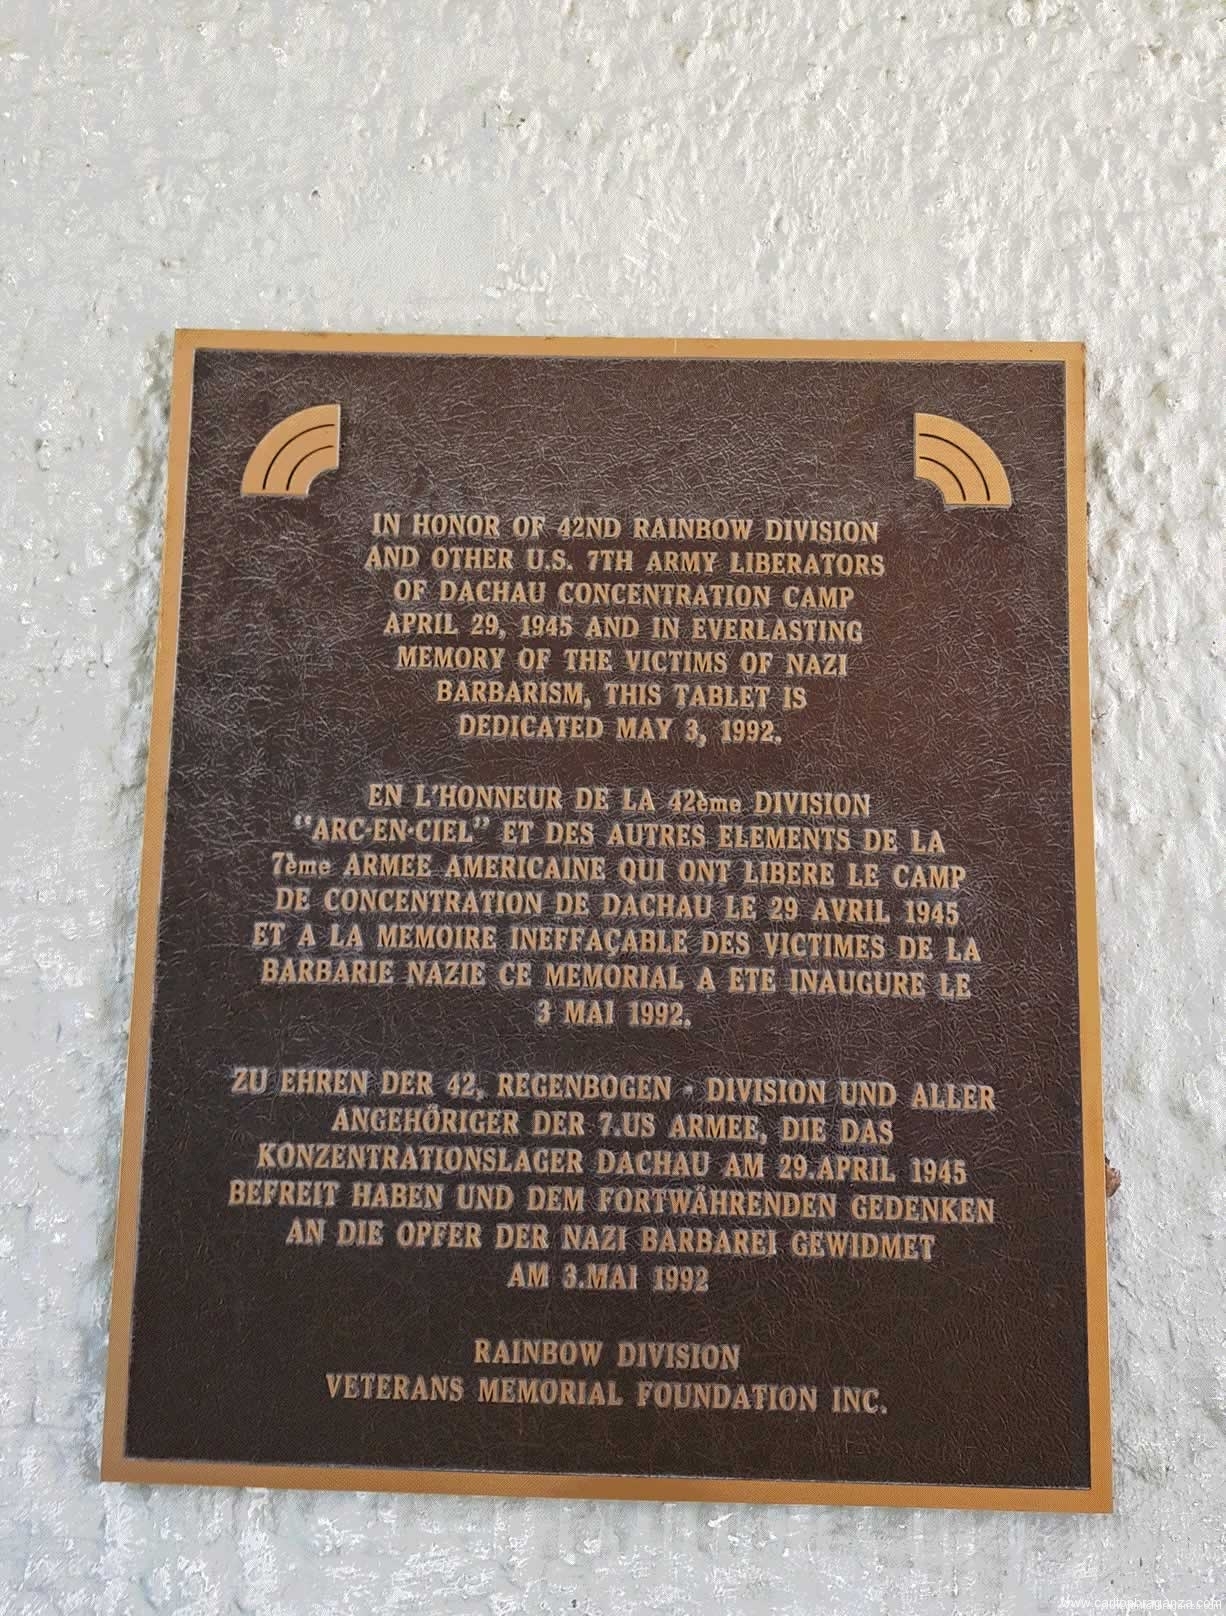 IN HONOR OF 42ND RAINBOW DIVISION
AND OTHER U.S. 7TH ARMY LIBERATORS
OF DACHAU CONCENTRATION CAMP
APRIL 29, 1945 AND IN EVERLASTING
MEMORY OF THE VICTIMS OF NAZI
BARBARISM, THIS TABLET IS
DEDICATED MAY 3, 1992.
EN L'HONNEUR DE LA 42ème DIVISION
"ARC-EN-CIEL" ET DES AUTRES ELEMENTS DE LA
7ème ARMEE AMERICAINE QUI ONT LIBERE LE CAMP
DE CONCENTRATION DE DACHAU LE 29 AVRIL 1945
ET A LA MEMOIRE INEFFAÇABLE DES VICTIMES DE LA
BARBARIE NAZIE CE MEMORIAL A ETE INAUGURE LE
3 MAI 1992.
ZU EHREN DER 42, REGENBOGEN - DIVISION UND ALLER
ANGEHÖRIGER DER 7.US ARMEE, DIE DAS
KONZENTRATIONSLAGER DACHAU AM 29.APRIL 1945
BEFREIT HABEN UND DEM FORTWÄHRENDEN GEDENKEN
AN DIE OPFER DER NAZI BARBAREI GEWIDMET
AM 3.MAI 1992
RAINBOW DIVISION
VETERANS MEMORIAL FOUNDATION INC.